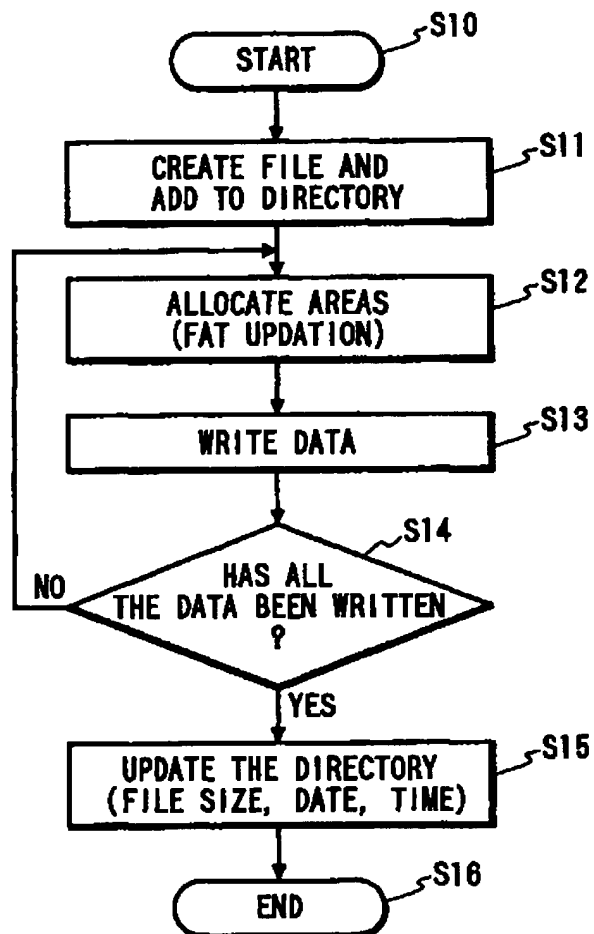 START
S10
CREATE FILE AND
ADD TO DIRECTORY
S11
ALLOCATE AREAS
(FAT UPDATION)
S12
WRITE DATA
S13
HAS ALL
THE DATA BEEN WRITTEN
?
S14
NO
YES
UPDATE THE DIRECTORY
(FILE SIZE, DATE, TIME)
S15
END
S16